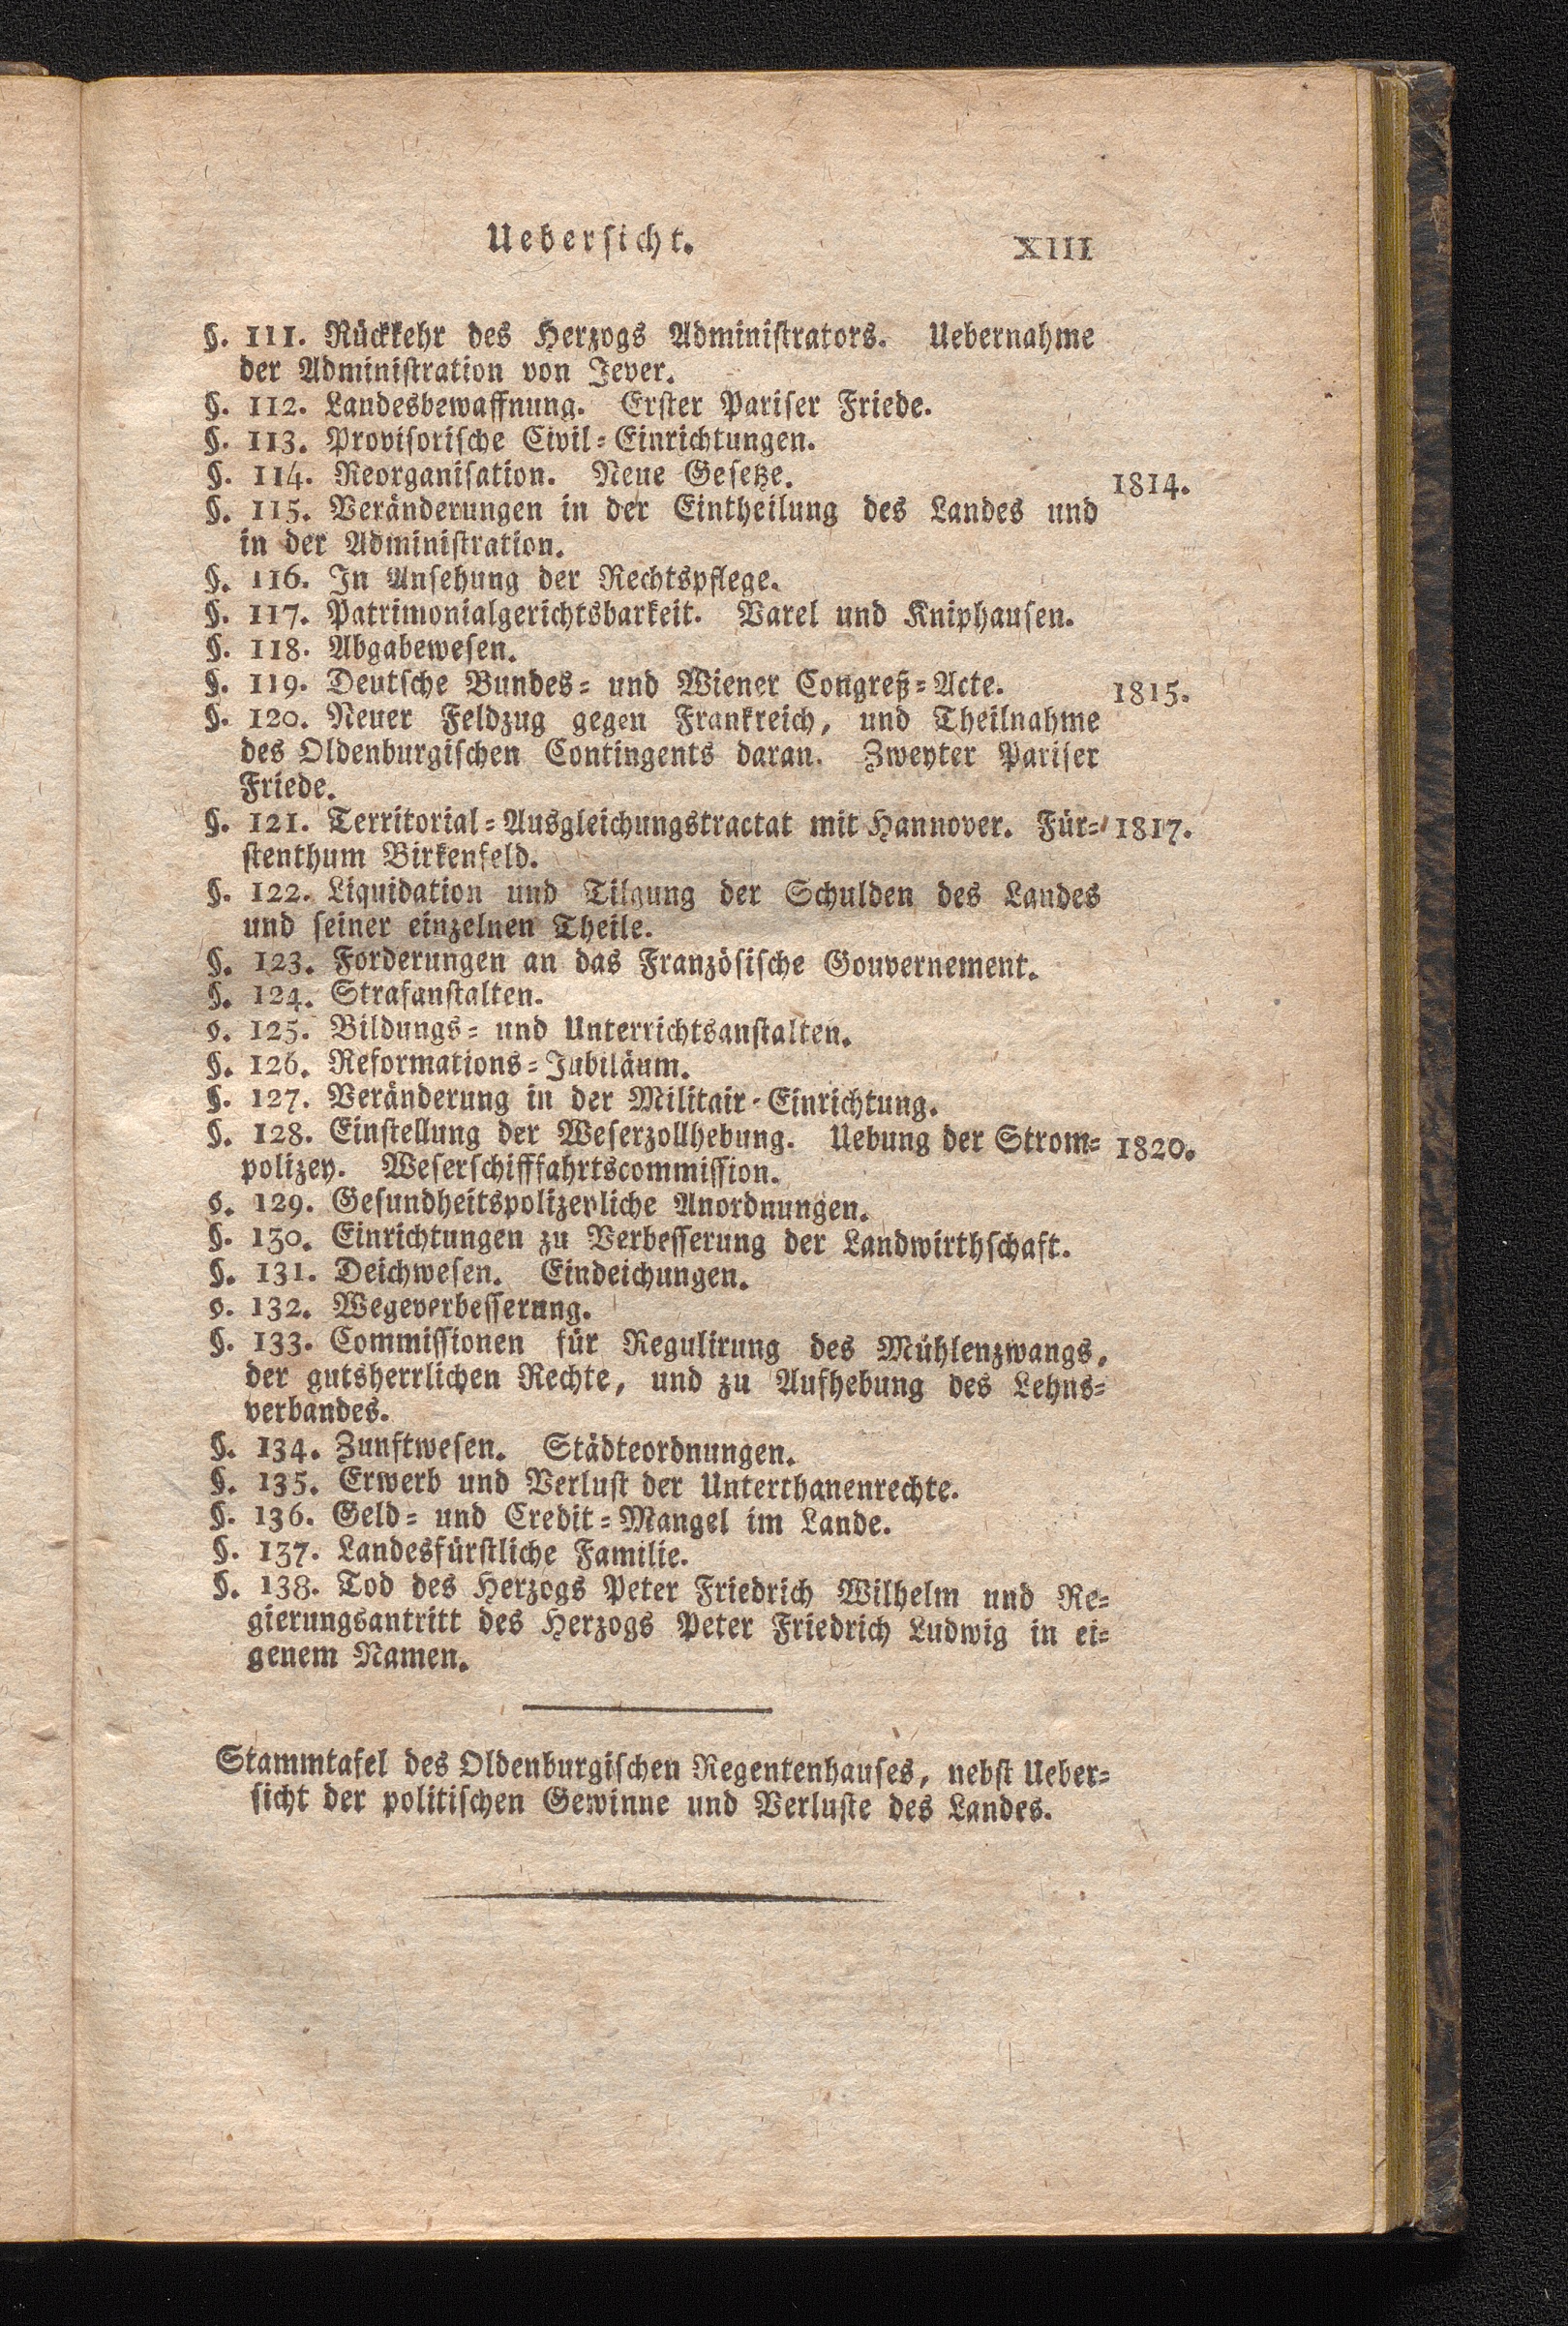 Uebersicht. XIII
§. 111. Rückkehr des Herzogs Administrators. Uebernahme
der Administration von Jever.
§. 112. Landesbewaffnung. Erster Pariser Friede.
§. 113. Provisorische Civil-Einrichtungen.
§. 114. Reorganisation. Neue Gesetze. 1814.
§. 115. Veränderungen in der Eintheilung des Landes und
in der Administration.
§. 116. In Ansehung der Rechtspflege.
§. 117. Patrimonialgerichtsbarkeit. Varel und Kniphausen.
§. 118. Abgabewesen.
§. 119. Deutsche Bundes- und Wiener Congreß-Acte. 1815.
§. 120. Neuer Feldzug gegen Frankreich, und Theilnahme
des Oldenburgischen Contingents daran. Zweyter Pariser
Friede.
§. 121. Territorial-Ausgleichungstractat mit Hannover. Für- 1817.
stenthum Birkenfeld.
§. 122. Liquidation und Tilgung der Schulden des Landes
und seiner einzelnen Theile.
§. 123. Forderungen an das Französische Gouvernement.
§. 124. Strafanstalten.
§. 125. Bildungs- und Unterrichtsanstalten.
§. 126. Reformations-Jubiläum.
§. 127. Veränderung in der Militair-Einrichtung.
§. 128. Einstellung der Weserzollhebung. Uebung der Strom- 1820.
polizey. Weserschifffahrtscommission.
§. 129. Gesundheitspolizeyliche Anordnungen.
§. 130. Einrichtungen zu Verbesserung der Landwirthschaft.
§. 131. Deichwesen. Eindeichungen.
§. 132. Wegeverbesserung.
§. 133. Commissionen für Regulirung des Mühlenzwangs,
der gutsherrlichen Rechte, und zu Aufhebung des Lehns-
verbandes.
§. 134. Zunftwesen. Städteordnungen.
§. 135. Erwerb und Verlust der Unterthanenrechte.
§. 136. Geld- und Credit-Mangel im Lande.
§. 137. Landesfürstliche Familie.
§. 138. Tod des Herzogs Peter Friedrich Wilhelm und Re-
gierungsantritt des Herzogs Peter Friedrich Ludwig in ei-
genem Namen.
Stammtafel des Oldenburgischen Regentenhauses, nebst Ueber-
sicht der politischen Gewinne und Verluste des Landes.